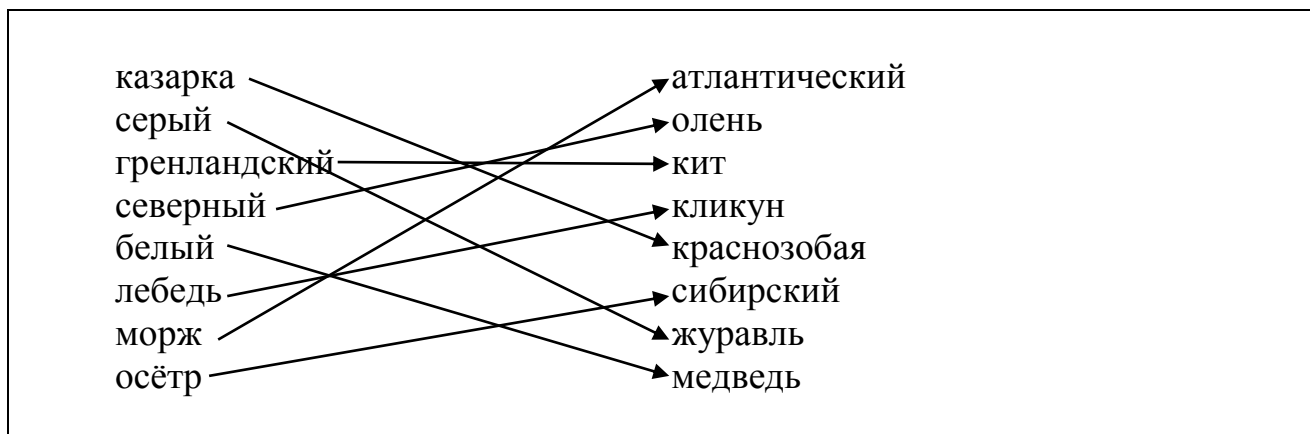 казарка атлантический
серый олень
гренландский кит
северный кликун
белый краснозобая
лебедь сибирский
морж журавль
осётр медведь